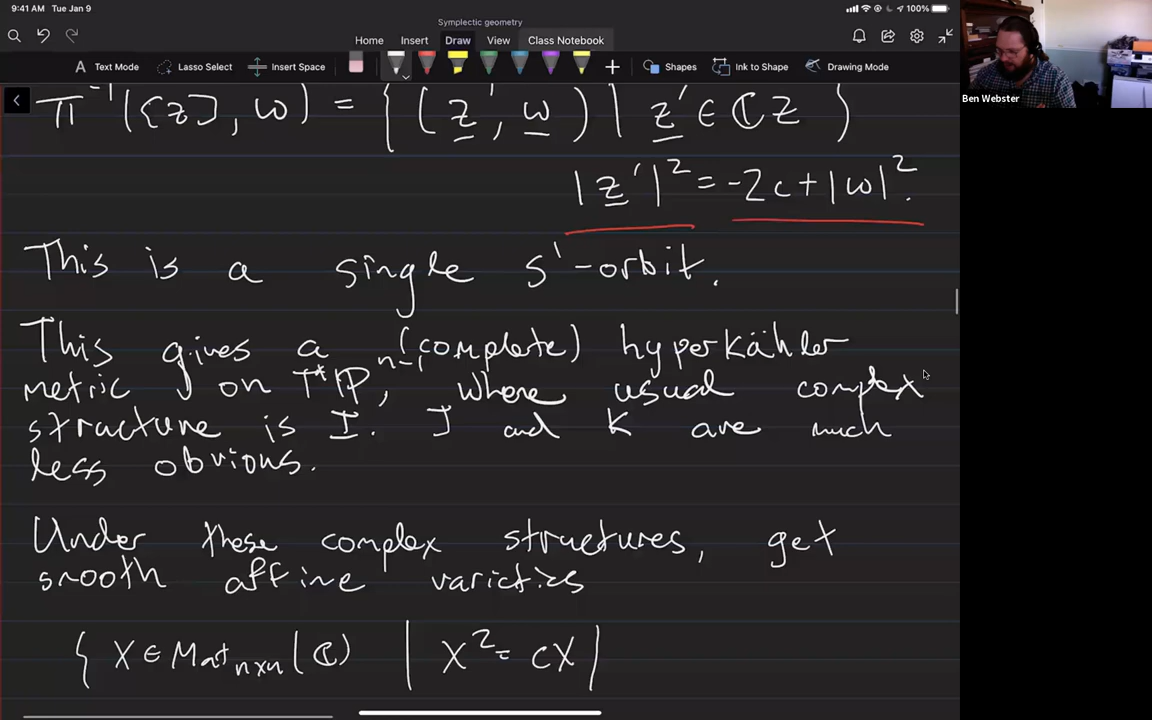 9:41 AM Tue Jan 9
100%
Symplectic geometry
Home Insert Draw View Class Notebook
Text Mode Lasso Select Insert Space Shapes Ink to Shape Drawing Mode
Ben Webster
π⁻¹([z], w) = { (z', w) | z' ∈ ℂz }
|z'|² = -2c + |w|².
This is a single S¹-orbit.
This gives a (complete) hyperkähler
metric on T*ℙⁿ⁻¹, where usual complex
structure is I. J and K are much
less obvious.
Under these complex structures, get
smooth affine varieties
{ X ∈ Matₙₓₙ(ℂ) | X² = cX |